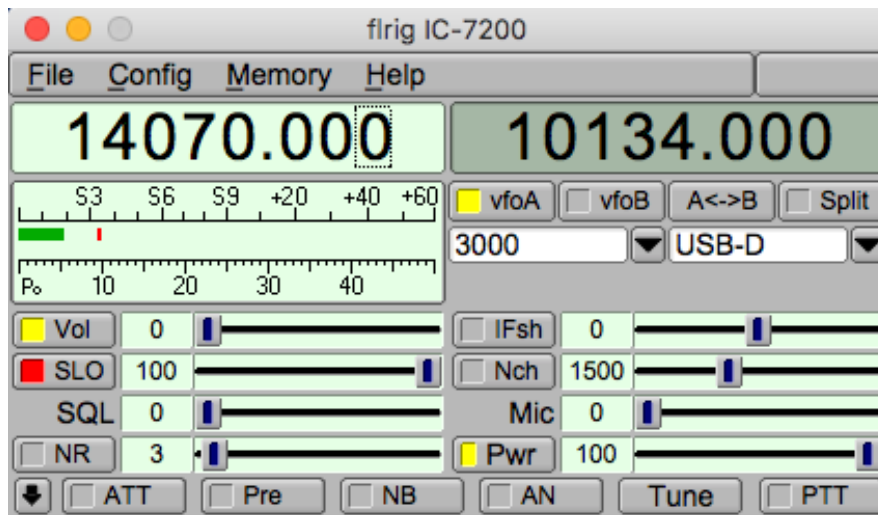 flrig IC-7200
File Config Memory Help
14070.000 10134.000
S3 S6 S9 +20 +40 +60
vfoA vfoB A<->B Split
3000 USB-D
Po 10 20 30 40
Vol 0 IFsh 0
SLO 100 Nch 1500
SQL 0 Mic 0
NR 3 Pwr 100
ATT Pre NB AN Tune PTT